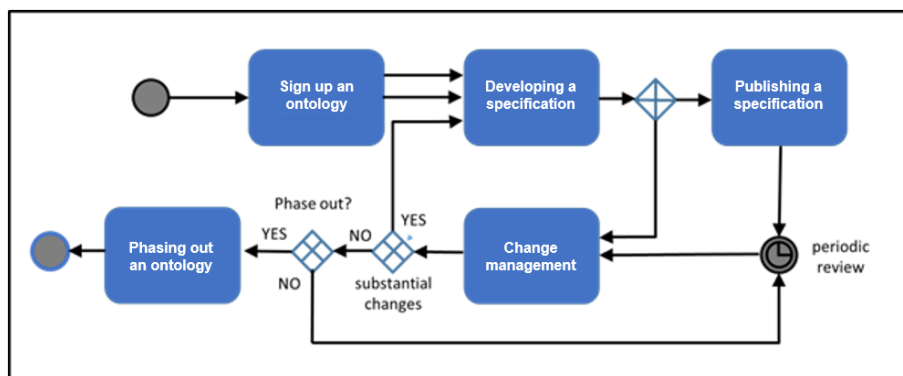 Sign up an
ontology
Developing a
specification
Publishing a
specification
Phase out?
YES
YES
NO
Phasing out
an ontology
NO
substantial
changes
Change
management
periodic
review